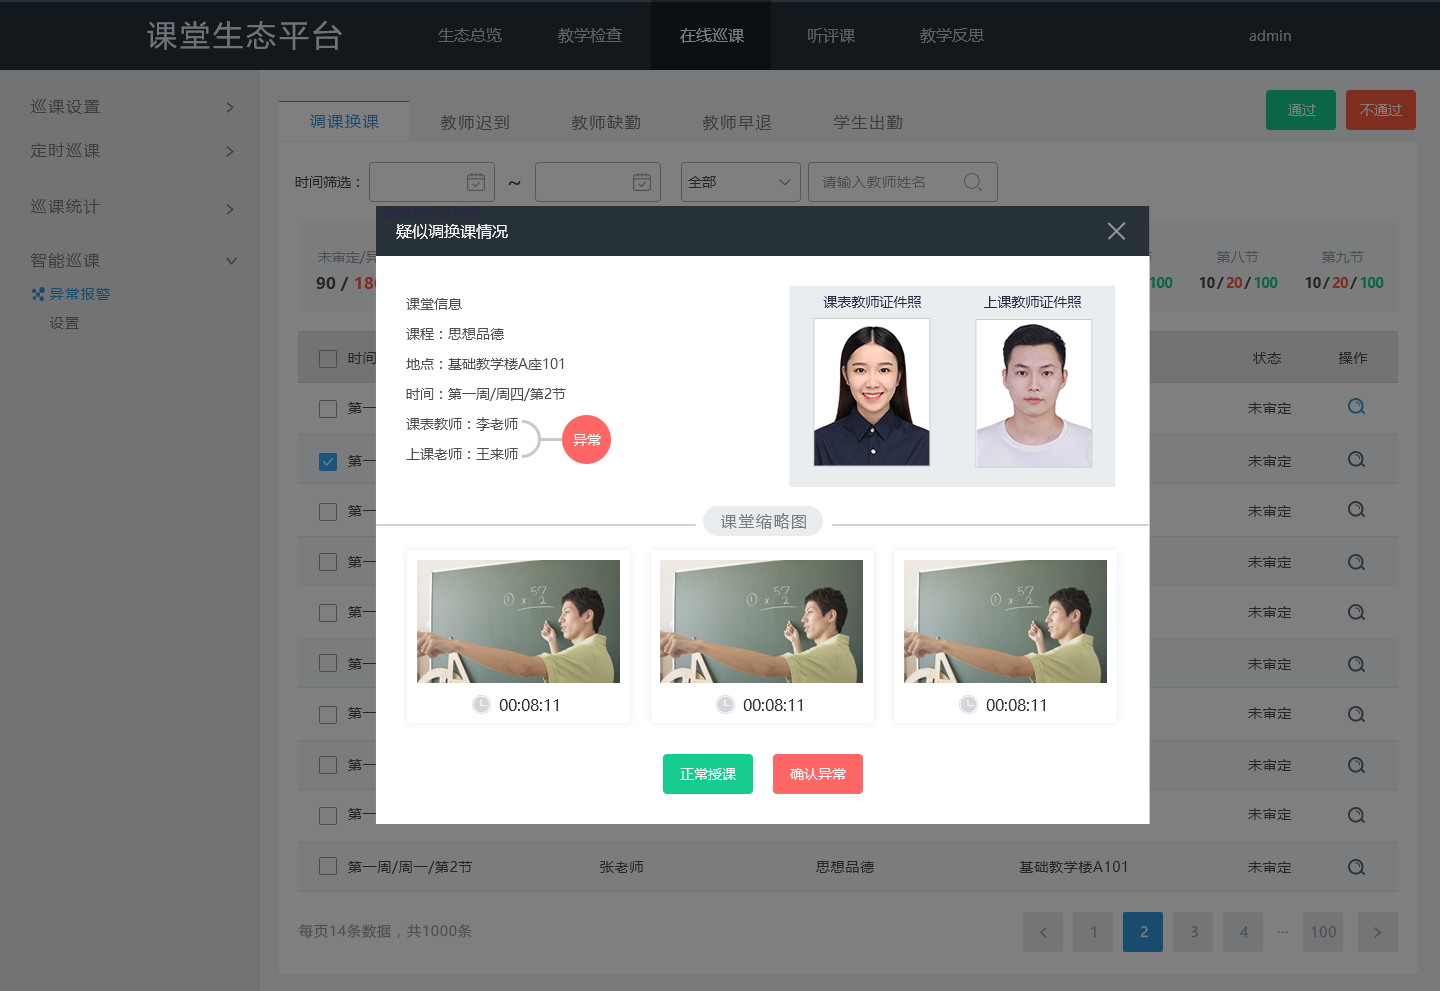 课堂生态平台 生态总览 教学检查 在线巡课 听评课 教学反思 admin
巡课设置
定时巡课
巡课统计
智能巡课
异常报警
设置
调课换课 教师迟到 教师缺勤 教师早退 学生出勤 通过 不通过
时间筛选： ~ 全部 请输入教师姓名
未审定/异
90 / 180
100
第八节
10 / 20 / 100
第九节
10 / 20 / 100
时间 状态 操作
第一 未审定
第一 未审定
第一 未审定
第一 未审定
第一 未审定
第一 未审定
第一 未审定
第一 未审定
第一 未审定
第一周/周一/第2节 张老师 思想品德 基础教学楼A101 未审定
每页14条数据，共1000条 < 1 2 3 4 ... 100 >
疑似调换课情况
课堂信息
课程：思想品德
地点：基础教学楼A座101
时间：第一周/周四/第2节
课表教师：李老师
上课老师：王来师
异常
课表教师证件照 上课教师证件照
课堂缩略图
① 57
x 2
① 57
x 2
① 57
x 2
00:08:11 00:08:11 00:08:11
正常授课 确认异常